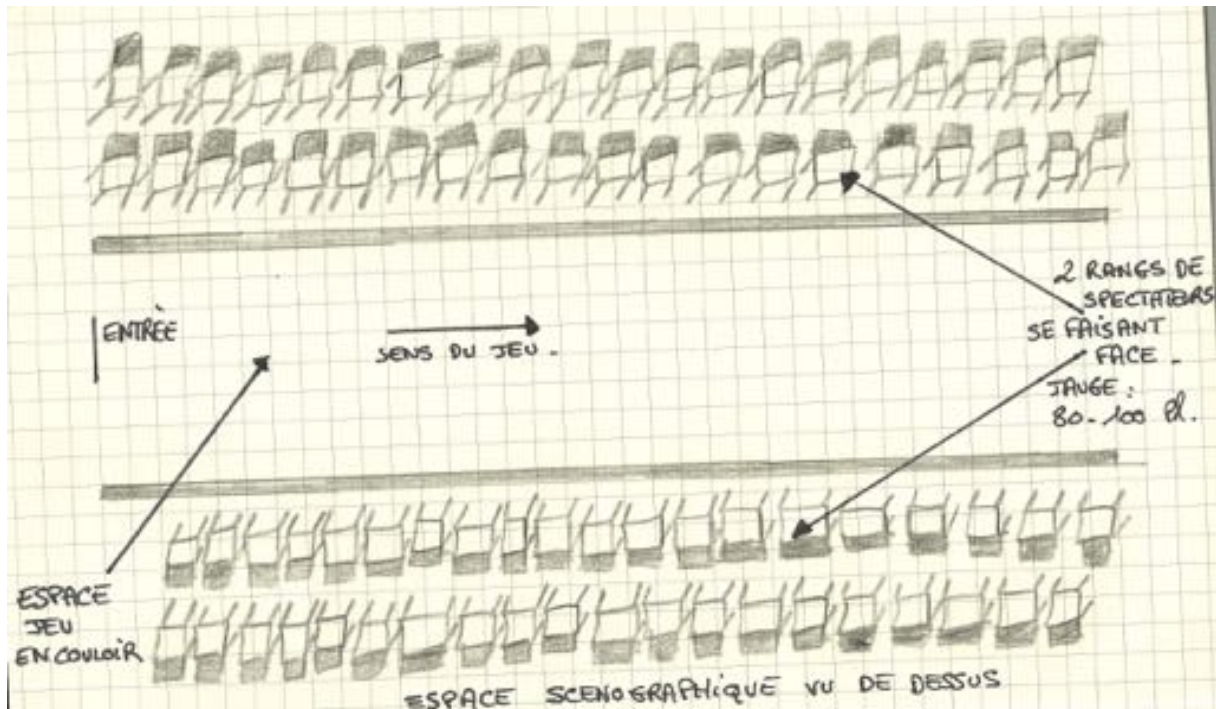 2 RANGS DE
SPECTATEURS
SE FAISANT
FACE -
JAUGE :
80-100 Pl.
ENTRÉE
SENS DU JEU -
ESPACE
JEU
EN COULOIR
ESPACE SCENOGRAPHIQUE VU DE DESSUS